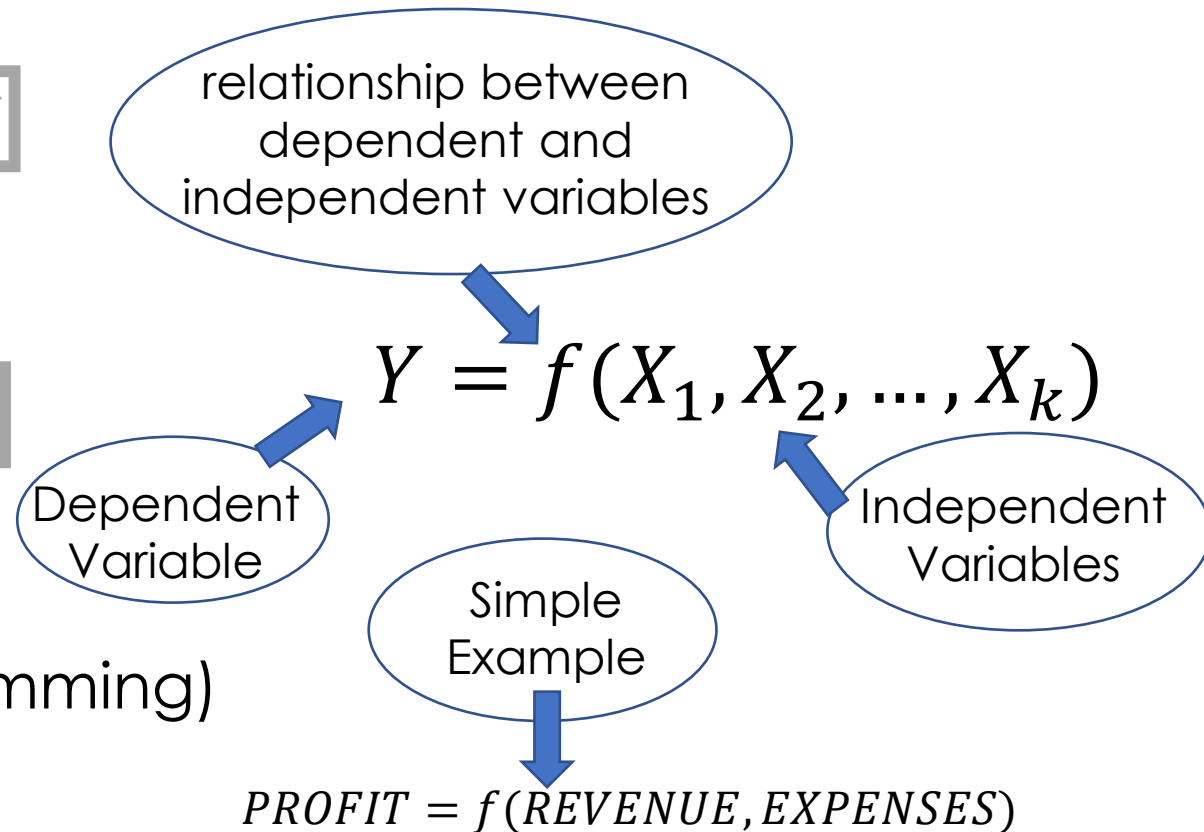 relationship between
dependent and
independent variables
Y = f(X₁, X₂, … , Xₖ)
Dependent
Variable
Independent
Variables
Simple
Example
mming)
PROFIT = f(REVENUE, EXPENSES)